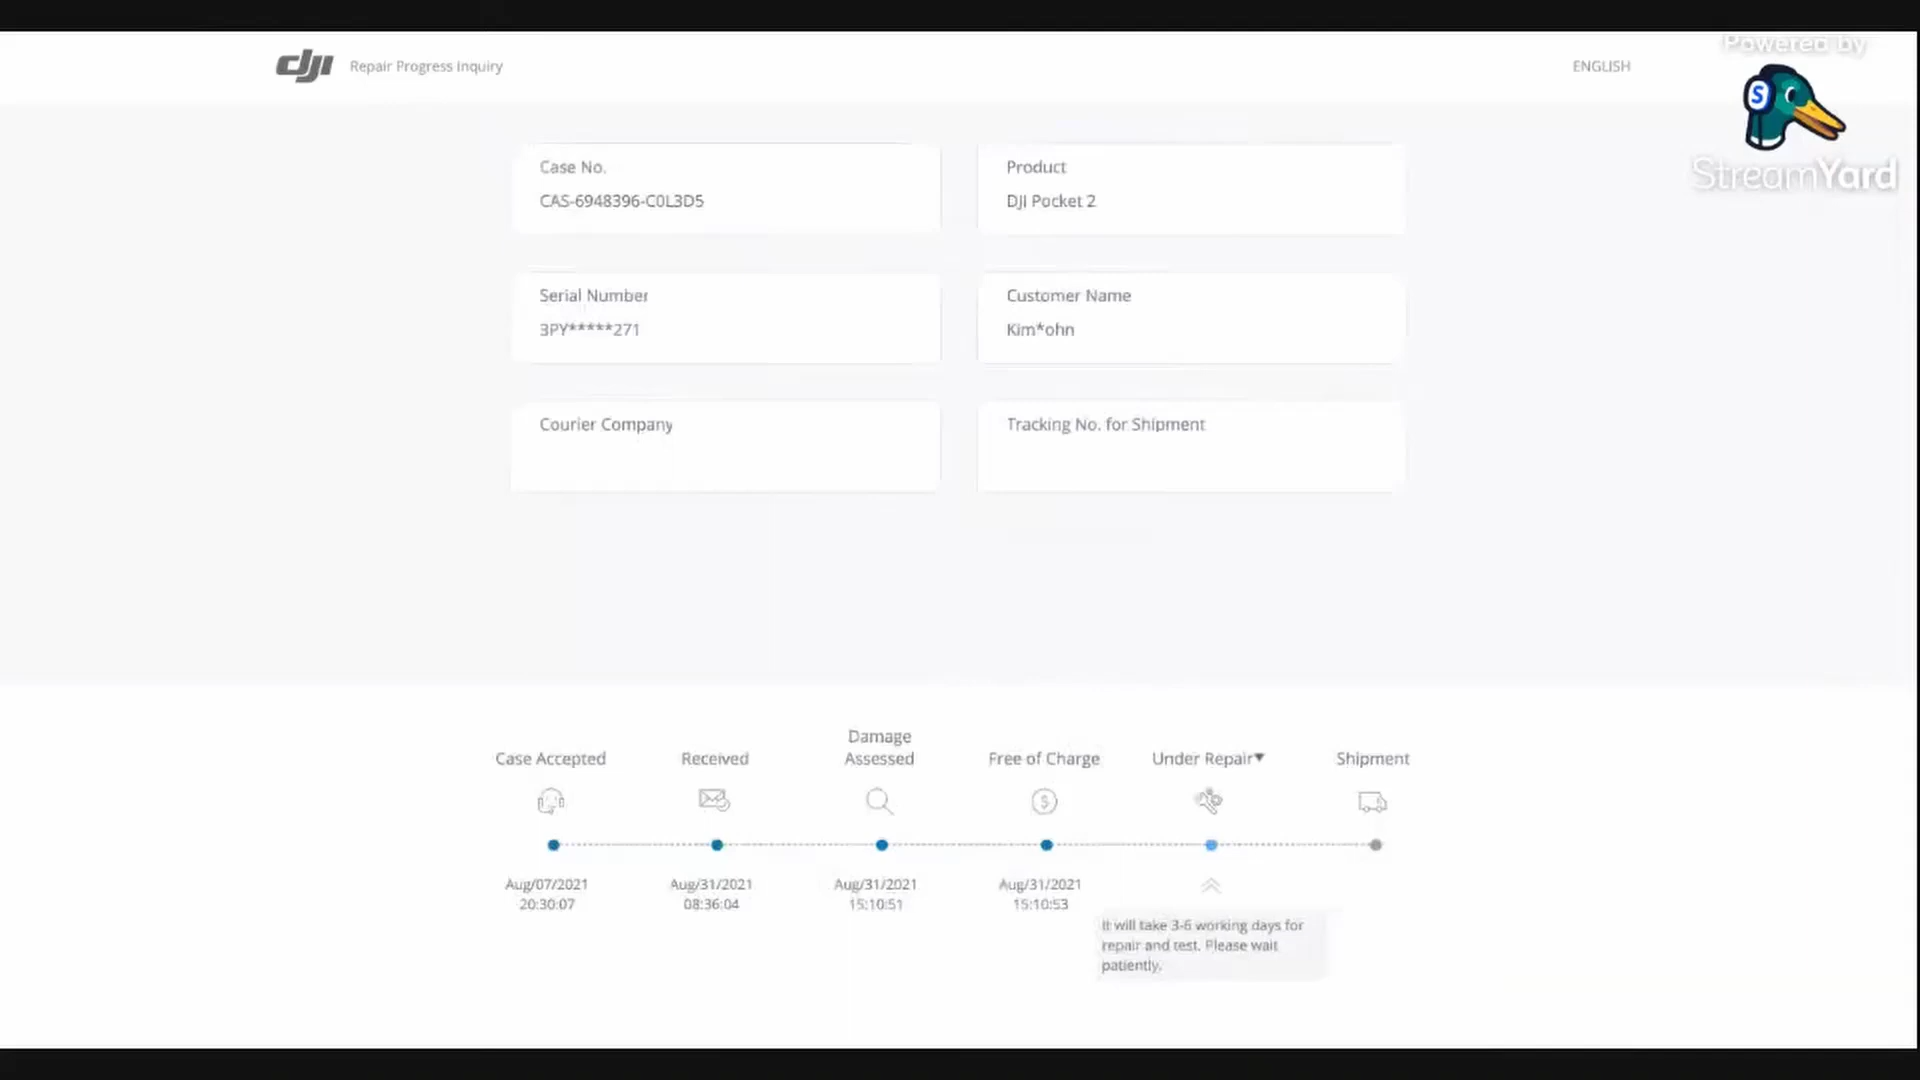 Powered by
dji
Repair Progress Inquiry
ENGLISH
S
StreamYard
Case No.
CAS-6948396-C0L3D5
Product
DJI Pocket 2
Serial Number
3PY*****271
Customer Name
Kim*ohn
Courier Company
Tracking No. for Shipment
Case Accepted
Received
Damage
Assessed
Free of Charge
Under Repair▼
Shipment
$
Aug/07/2021
20:30:07
Aug/31/2021
08:36:04
Aug/31/2021
15:10:51
Aug/31/2021
15:10:53
It will take 3-6 working days for
repair and test. Please wait
patiently.